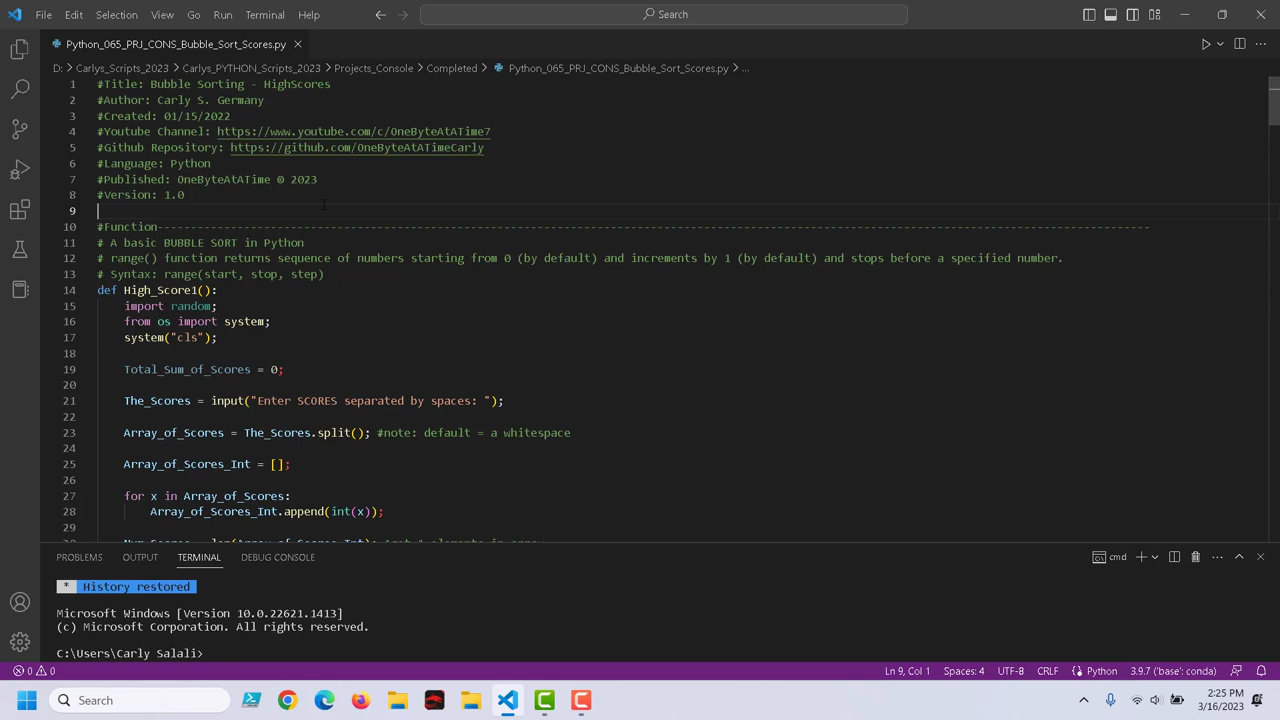 File Edit Selection View Go Run Terminal Help Search
Python_065_PRJ_CONS_Bubble_Sort_Scores.py
D: > Carlys_Scripts_2023 > Carlys_PYTHON_Scripts_2023 > Projects_Console > Completed > Python_065_PRJ_CONS_Bubble_Sort_Scores.py > ...
1 #Title: Bubble Sorting - HighScores
2 #Author: Carly S. Germany
3 #Created: 01/15/2022
4 #Youtube Channel: https://www.youtube.com/c/OneByteAtATime7
5 #Github Repository: https://github.com/OneByteAtATimeCarly
6 #Language: Python
7 #Published: OneByteAtATime © 2023
8 #Version: 1.0
9
10 #Function----------------------------------------------------------------------------------------------------------------------------------------------------
11 # A basic BUBBLE SORT in Python
12 # range() function returns sequence of numbers starting from 0 (by default) and increments by 1 (by default) and stops before a specified number.
13 # Syntax: range(start, stop, step)
14 def High_Score1():
15 import random;
16 from os import system;
17 system("cls");
18
19 Total_Sum_of_Scores = 0;
20
21 The_Scores = input("Enter SCORES separated by spaces: ");
22
23 Array_of_Scores = The_Scores.split(); #note: default = a whitespace
24
25 Array_of_Scores_Int = [];
26
27 for x in Array_of_Scores:
28 Array_of_Scores_Int.append(int(x));
29
PROBLEMS OUTPUT TERMINAL DEBUG CONSOLE cmd
* History restored
Microsoft Windows [Version 10.0.22621.1413]
(c) Microsoft Corporation. All rights reserved.
C:\Users\Carly Salali>
0 0 Ln 9, Col 1 Spaces: 4 UTF-8 CRLF Python 3.9.7 ('base': conda)
Search
2:25 PM
3/16/2023